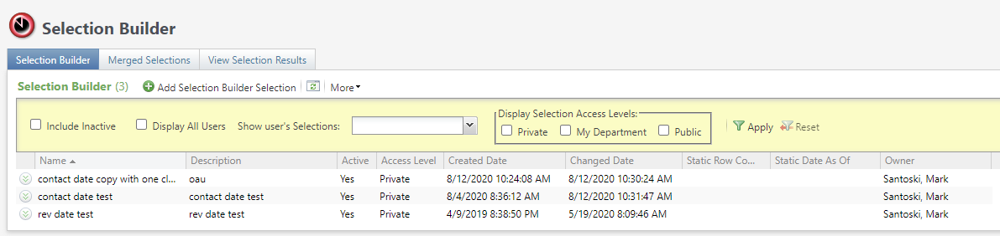 Selection Builder
Selection Builder Merged Selections View Selection Results
Selection Builder (3) Add Selection Builder Selection More
Include Inactive Display All Users Show user's Selections: Display Selection Access Levels: Private My Department Public Apply Reset
Name Description Active Access Level Created Date Changed Date Static Row Co... Static Date As Of Owner
contact date copy with one cl... oau Yes Private 8/12/2020 10:24:08 AM 8/12/2020 10:30:24 AM Santoski, Mark
contact date test contact date test Yes Private 8/4/2020 8:36:12 AM 8/12/2020 10:31:47 AM Santoski, Mark
rev date test rev date test Yes Private 4/9/2019 8:38:50 PM 5/19/2020 8:09:46 AM Santoski, Mark